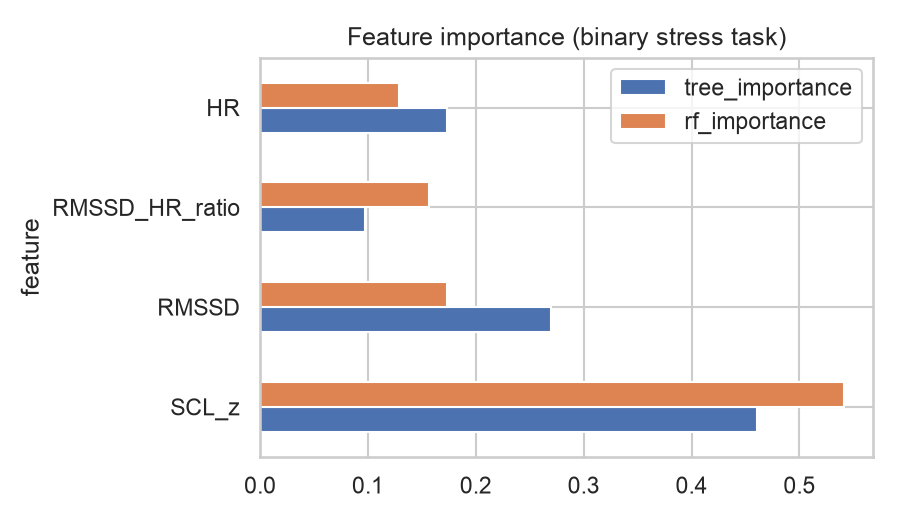 Feature importance (binary stress task)
tree_importance
rf_importance
HR
RMSSD_HR_ratio
RMSSD
SCL_z
feature
0.0 0.1 0.2 0.3 0.4 0.5